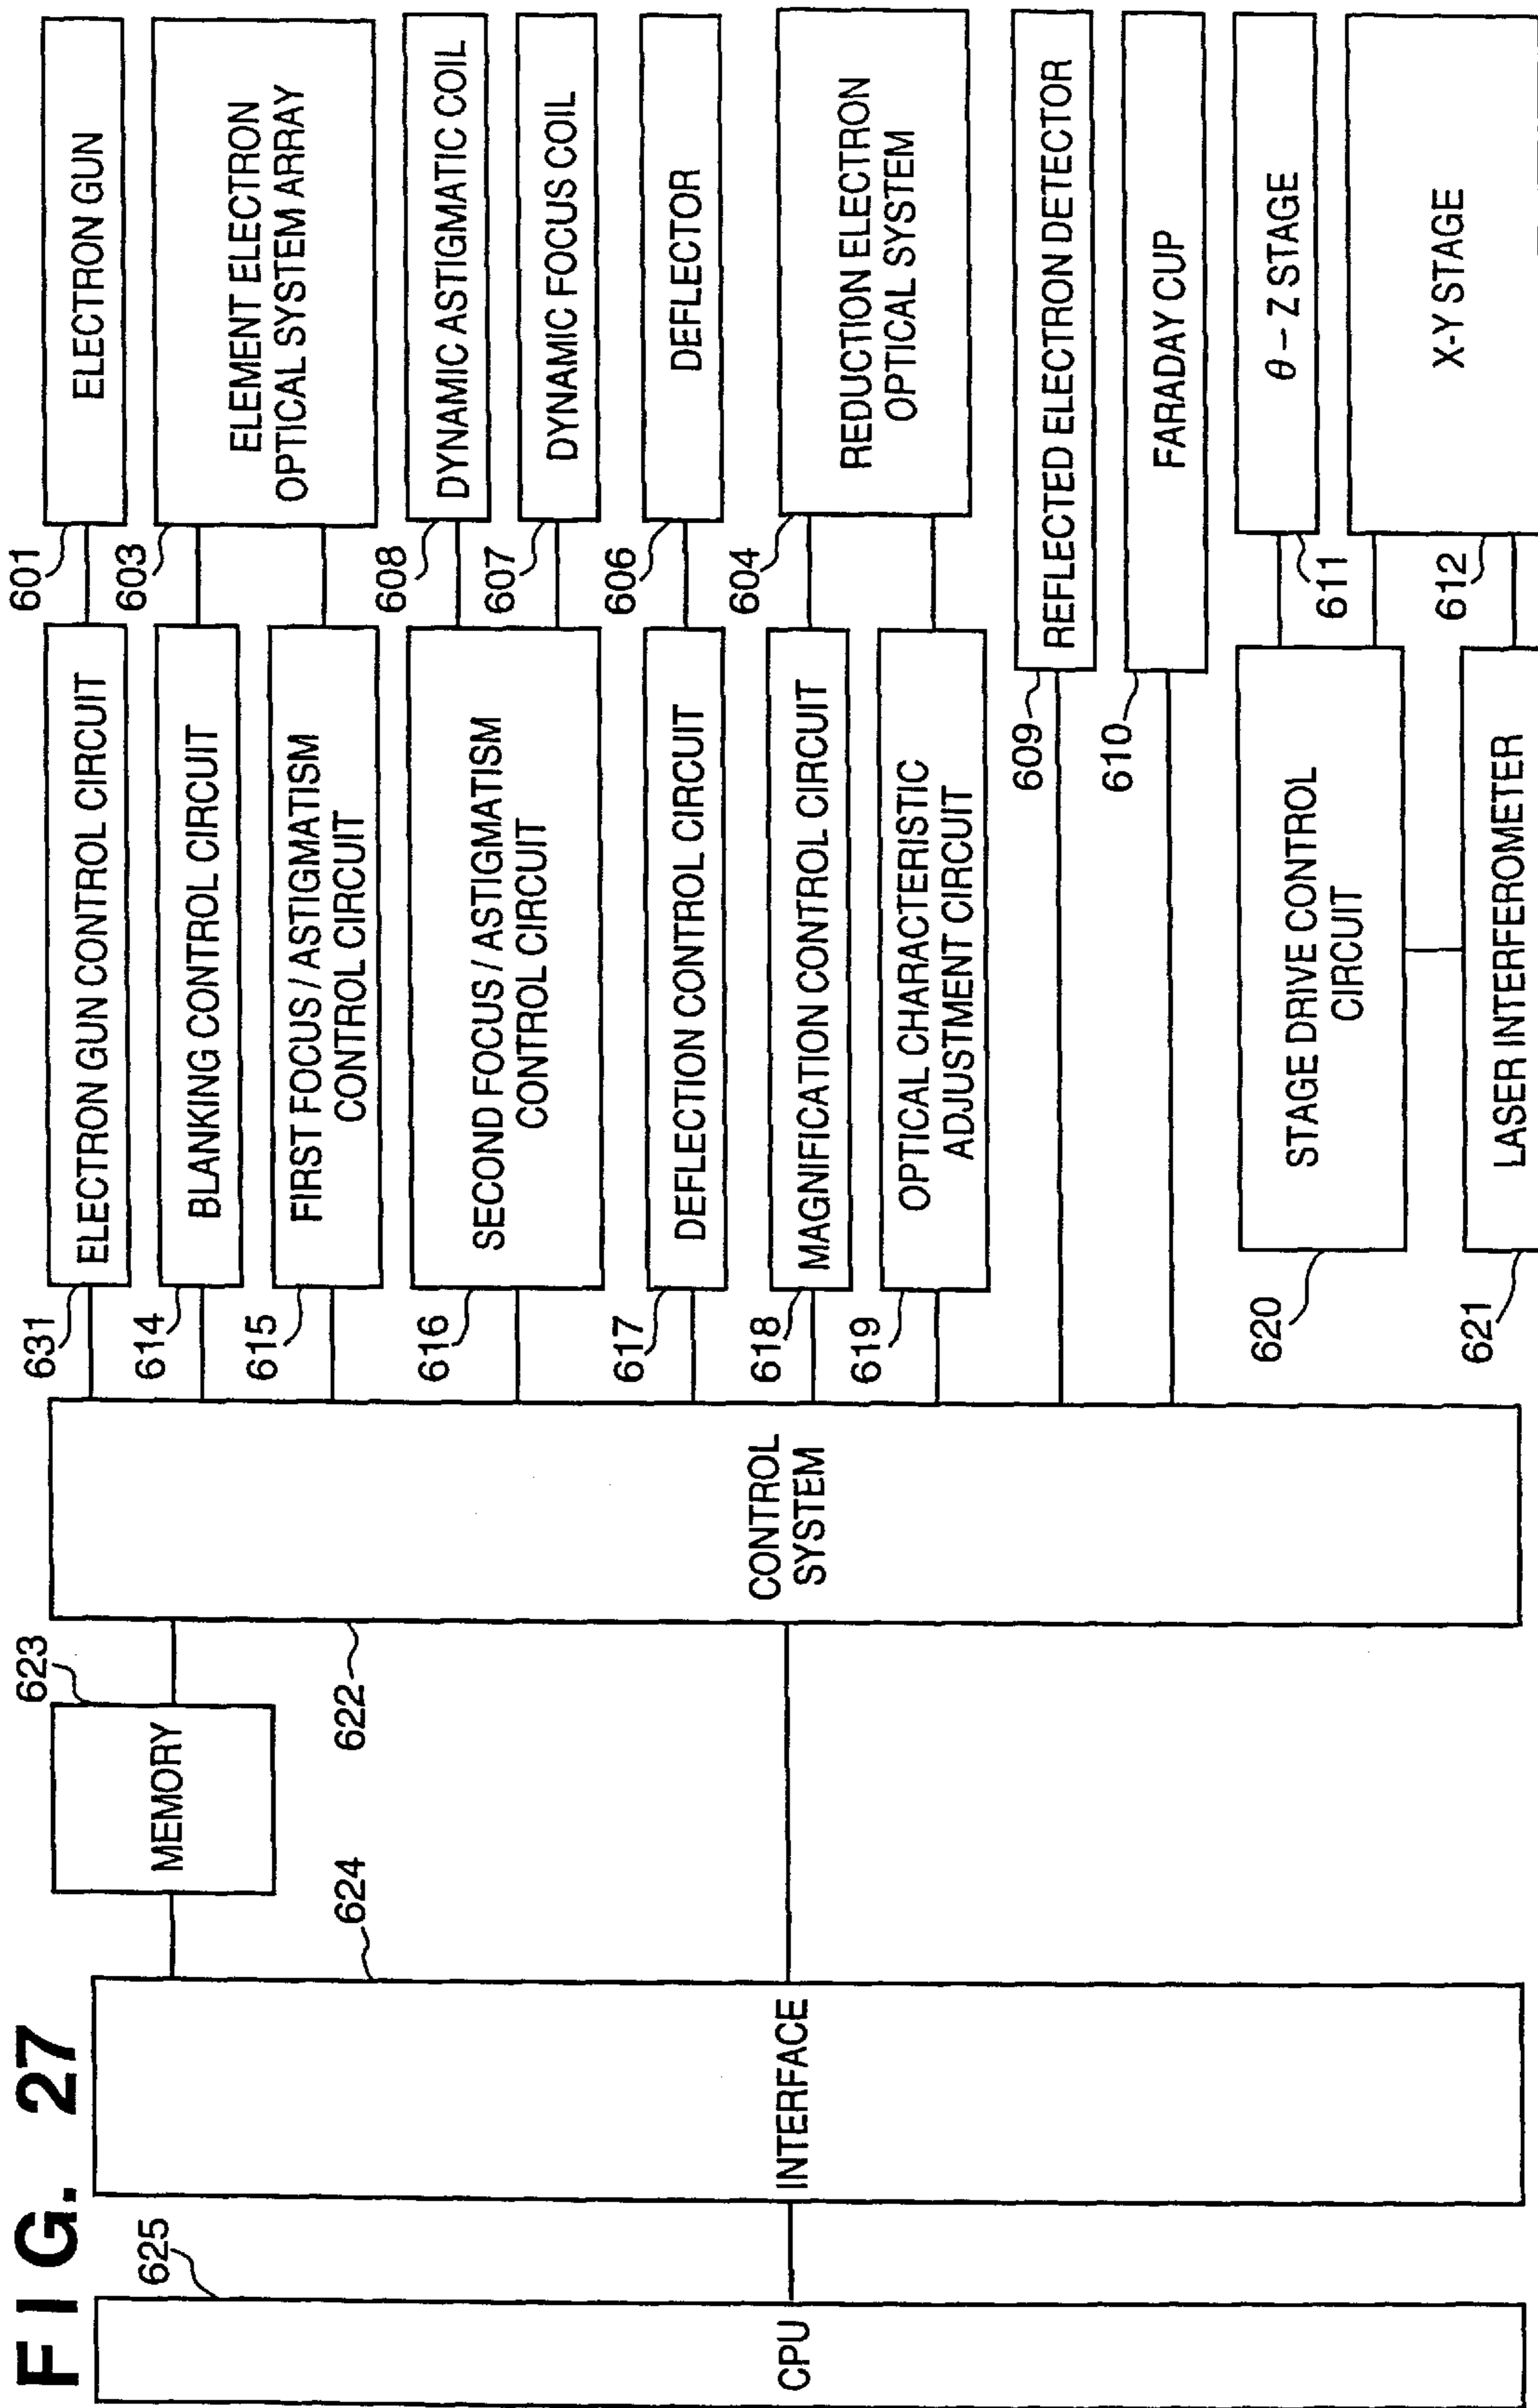 FIG. 27
625
CPU
624
INTERFACE
623
MEMORY
622
CONTROL
SYSTEM
631
ELECTRON GUN CONTROL CIRCUIT
601
ELECTRON GUN
614
BLANKING CONTROL CIRCUIT
603
ELEMENT ELECTRON
OPTICAL SYSTEM ARRAY
615
FIRST FOCUS / ASTIGMATISM
CONTROL CIRCUIT
616
SECOND FOCUS / ASTIGMATISM
CONTROL CIRCUIT
608
DYNAMIC ASTIGMATIC COIL
607
DYNAMIC FOCUS COIL
617
DEFLECTION CONTROL CIRCUIT
606
DEFLECTOR
618
MAGNIFICATION CONTROL CIRCUIT
604
REDUCTION ELECTRON
OPTICAL SYSTEM
619
OPTICAL CHARACTERISTIC
ADJUSTMENT CIRCUIT
609
REFLECTED ELECTRON DETECTOR
610
FARADAY CUP
620
STAGE DRIVE CONTROL
CIRCUIT
611
θ – Z STAGE
612
X-Y STAGE
621
LASER INTERFEROMETER